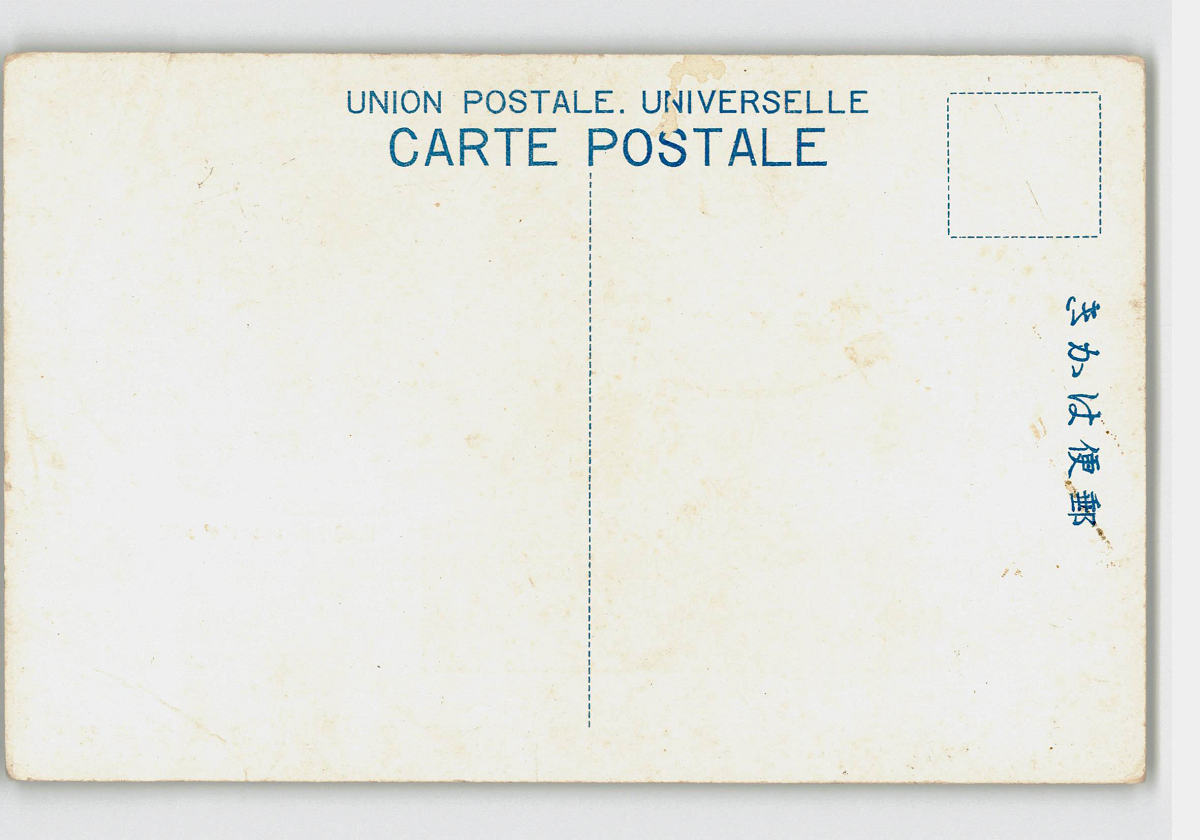 UNION POSTALE. UNIVERSELLE
CARTE POSTALE
郵便はかき